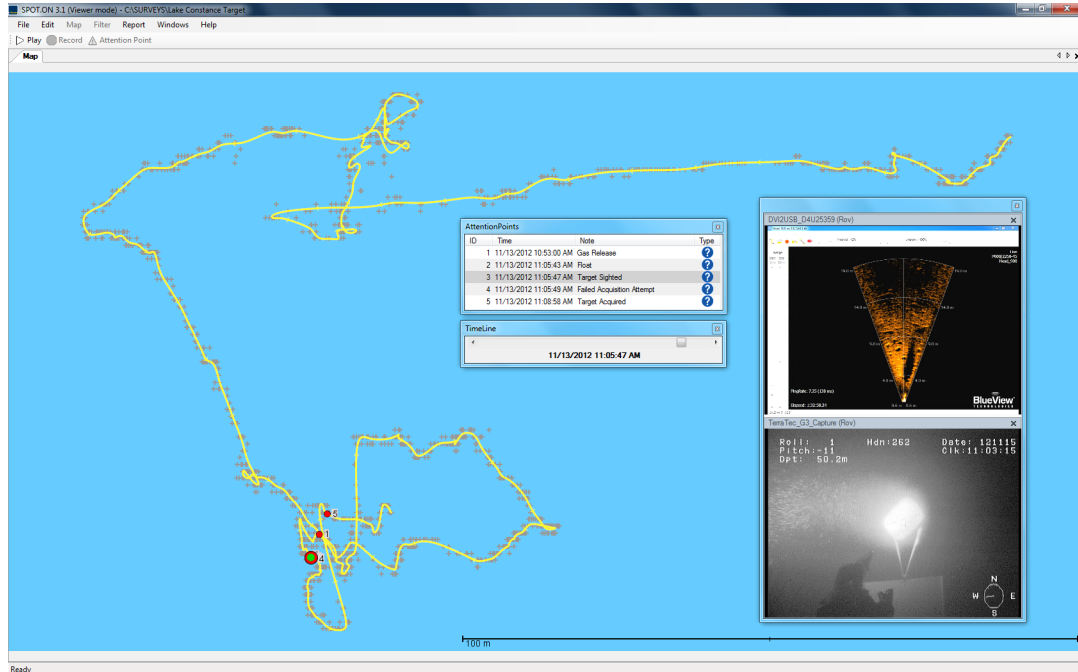 SPOT.ON 3.1 (Viewer mode) - C:\SURVEYS\Lake Constance Target
File Edit Map Filter Report Windows Help
Play Record Attention Point
Map
AttentionPoints
ID Time Note Type
1 11/13/2012 10:53:00 AM Gas Release
2 11/13/2012 11:05:43 AM Float
3 11/13/2012 11:05:47 AM Target Sighted
4 11/13/2012 11:05:49 AM Failed Acquisition Attempt
5 11/13/2012 11:08:58 AM Target Acquired
TimeLine
11/13/2012 11:05:47 AM
DVI2USB_D4U25359 (Rov)
BlueView
TECHNOLOGIES
TerraTec_G3_Capture (Rov)
Roll: 1 Hdn:262 Date: 121115
Pitch:-11 Clk:11:03:15
Dpt: 50.2m
N
W E
S
5
1
4
100 m
Ready